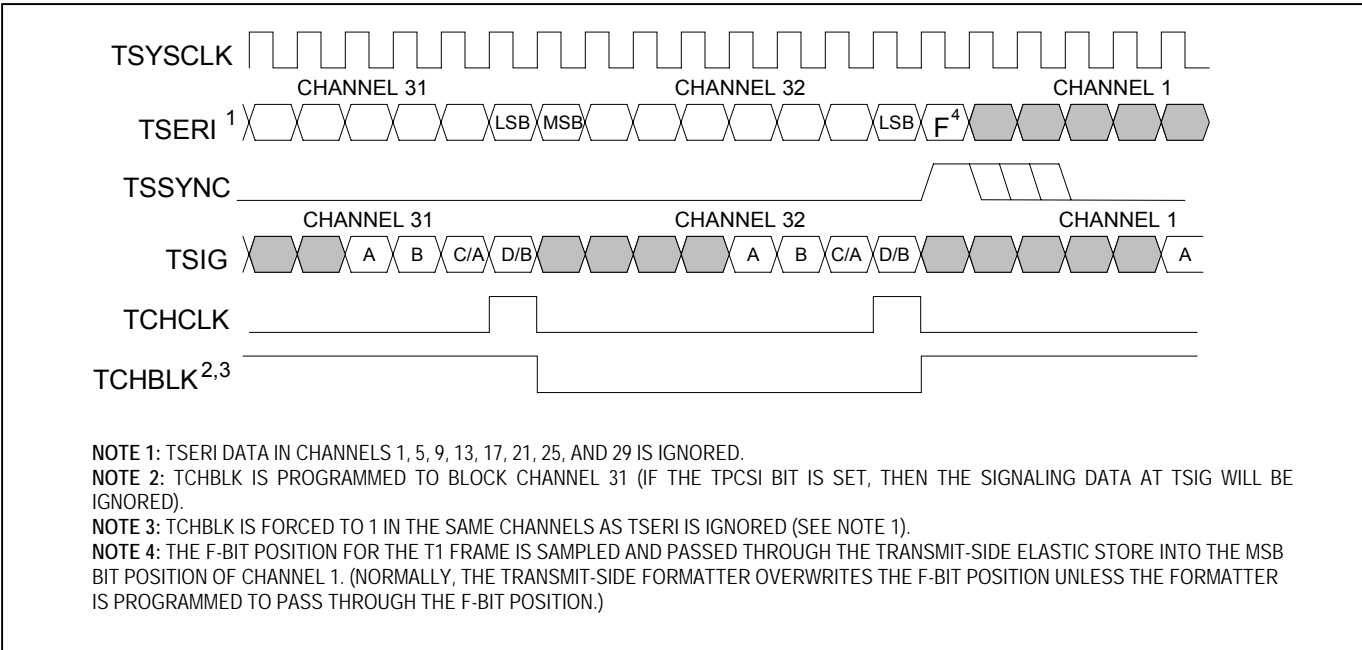 TSYSCLK
CHANNEL 31 CHANNEL 32 CHANNEL 1
TSERI 1 LSB MSB LSB F4
TSSYNC
CHANNEL 31 CHANNEL 32 CHANNEL 1
TSIG A B C/A D/B A B C/A D/B A
TCHCLK
TCHBLK 2,3
NOTE 1: TSERI DATA IN CHANNELS 1, 5, 9, 13, 17, 21, 25, AND 29 IS IGNORED.
NOTE 2: TCHBLK IS PROGRAMMED TO BLOCK CHANNEL 31 (IF THE TPCSI BIT IS SET, THEN THE SIGNALING DATA AT TSIG WILL BE
IGNORED).
NOTE 3: TCHBLK IS FORCED TO 1 IN THE SAME CHANNELS AS TSERI IS IGNORED (SEE NOTE 1).
NOTE 4: THE F-BIT POSITION FOR THE T1 FRAME IS SAMPLED AND PASSED THROUGH THE TRANSMIT-SIDE ELASTIC STORE INTO THE MSB
BIT POSITION OF CHANNEL 1. (NORMALLY, THE TRANSMIT-SIDE FORMATTER OVERWRITES THE F-BIT POSITION UNLESS THE FORMATTER
IS PROGRAMMED TO PASS THROUGH THE F-BIT POSITION.)